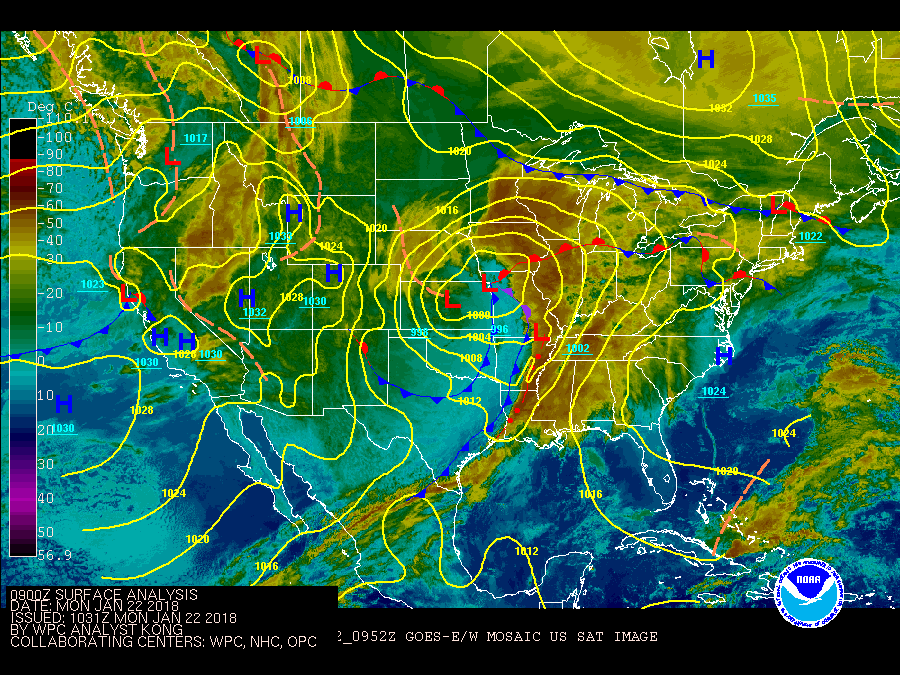 H
L
1008
1035
1032
Deg C
-110
-100
-90
-80
-70
-60
-50
-40
-30
-20
-10
0
10
20
30
40
50
56.9
1008
1017
1028
1020
1024
L
H
1016
L
1020
1022
1032
1024
H
1023
L
H
1028
1030
1032
L
L
1000
998
996
1004
L
H
H
1030
1028
1030
1008
1002
H
1024
H
1028
1030
1012
1024
1020
1024
1016
1020
1012
1016
NOAA
0900Z SURFACE ANALYSIS
DATE: MON JAN 22 2018
ISSUED: 1031Z MON JAN 22 2018
BY WPC ANALYST KONG
COLLABORATING CENTERS: WPC, NHC, OPC
_0952Z GOES-E/W MOSAIC US SAT IMAGE